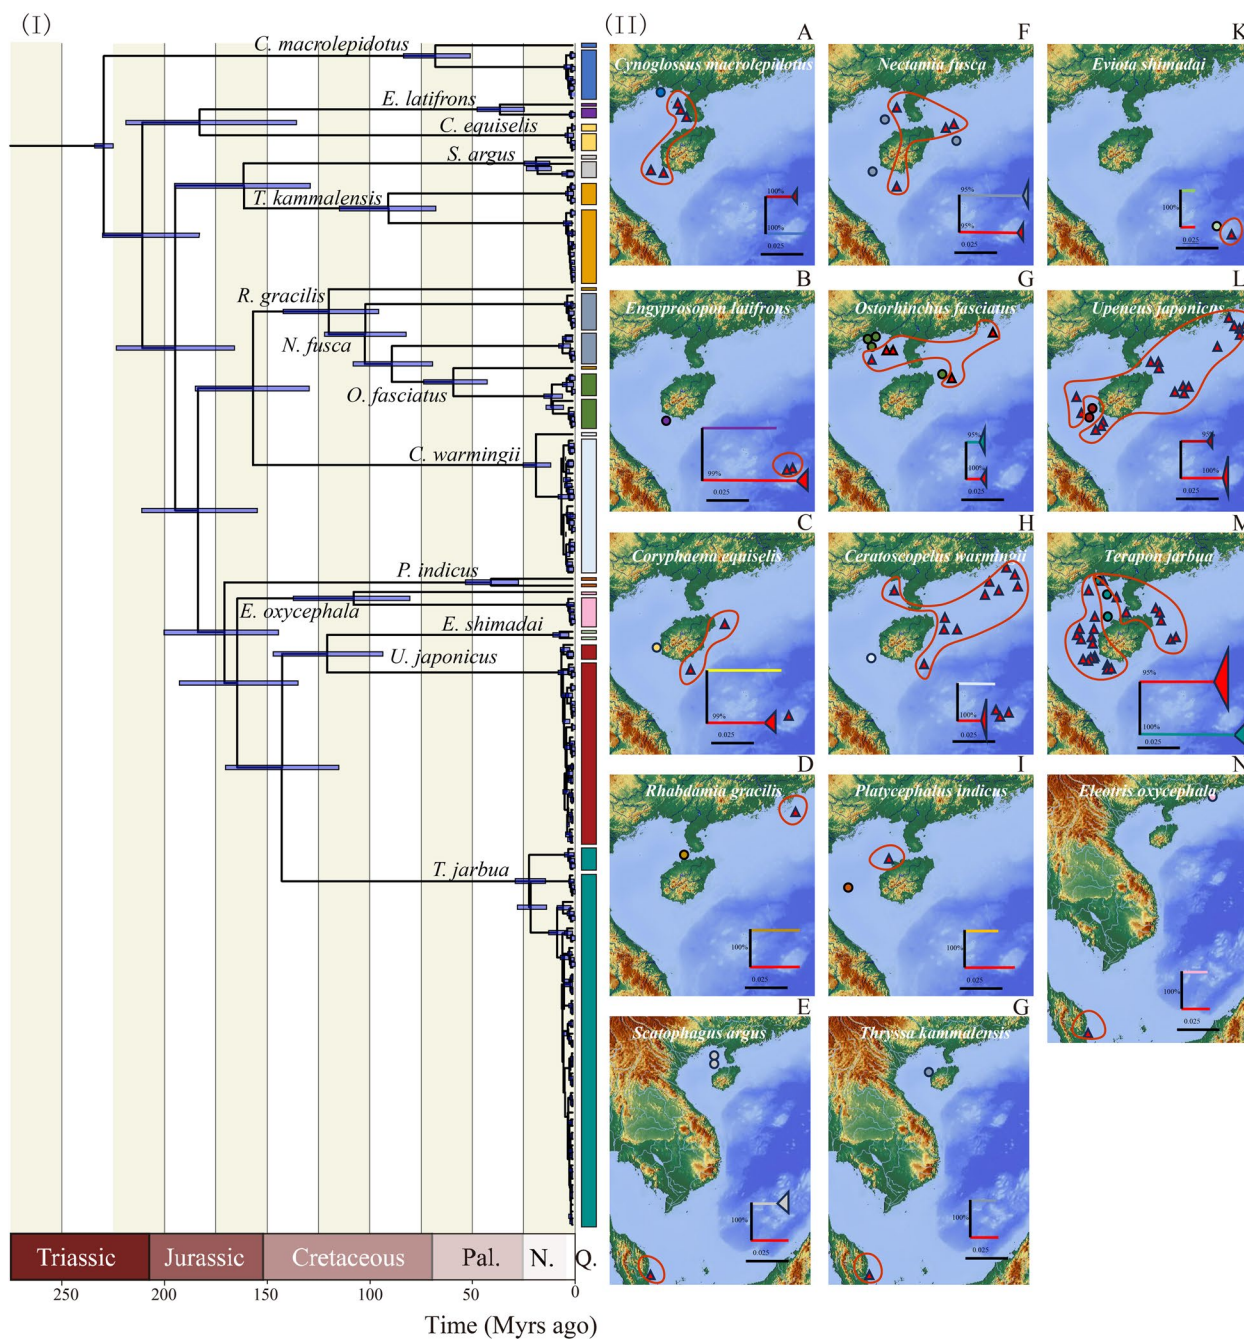 (I)
C. macrolepidotus
E. latifrons
C. equiselis
S. argus
T. kammalensis
R. gracilis
N. fusca
O. fasciatus
C. warmingii
P. indicus
E. oxycephala
E. shimadai
U. japonicus
T. jarbua
Triassic
Jurassic
Cretaceous
Pal.
N.
Q.
250
200
150
100
50
0
Time (Myrs ago)
(II)
A
Cynoglossus macrolepidotus
100%
100%
0.025
F
Nectamia fusca
95%
95%
0.025
K
Eviota shimadai
100%
0.025
B
Engyprosopon latifrons
99%
0.025
G
Ostorhinchus fasciatus
95%
100%
0.025
L
Upeneus japonicus
95%
100%
0.025
C
Coryphaena equiselis
99%
0.025
H
Ceratoscopelus warmingii
100%
0.025
M
Terapon jarbua
95%
100%
0.025
D
Rhabdamia gracilis
100%
0.025
I
Platycephalus indicus
100%
0.025
N
Eleotris oxycephala
100%
0.025
E
Scatophagus argus
100%
0.025
G
Thryssa kammalensis
100%
0.025